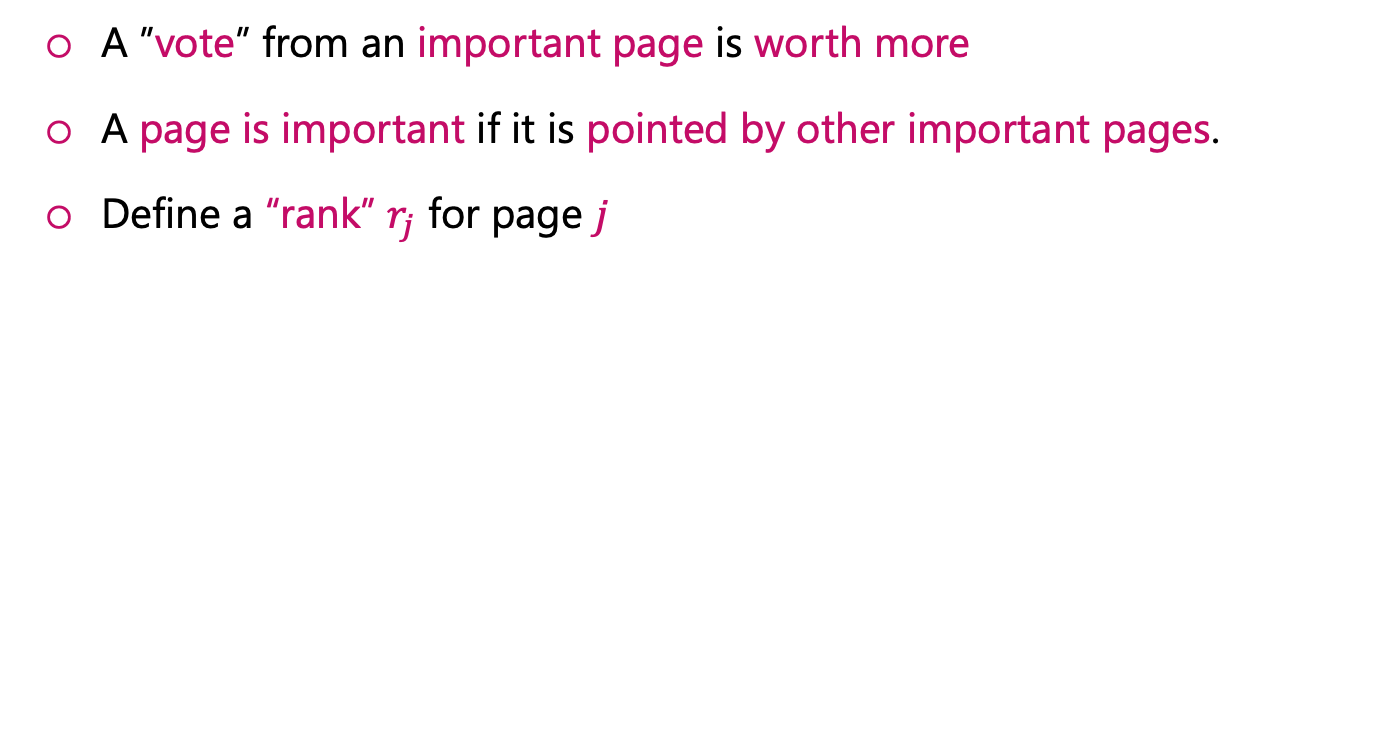 ○ A ”vote” from an important page is worth more
○ A page is important if it is pointed by other important pages.
○ Define a “rank” rⱼ for page j